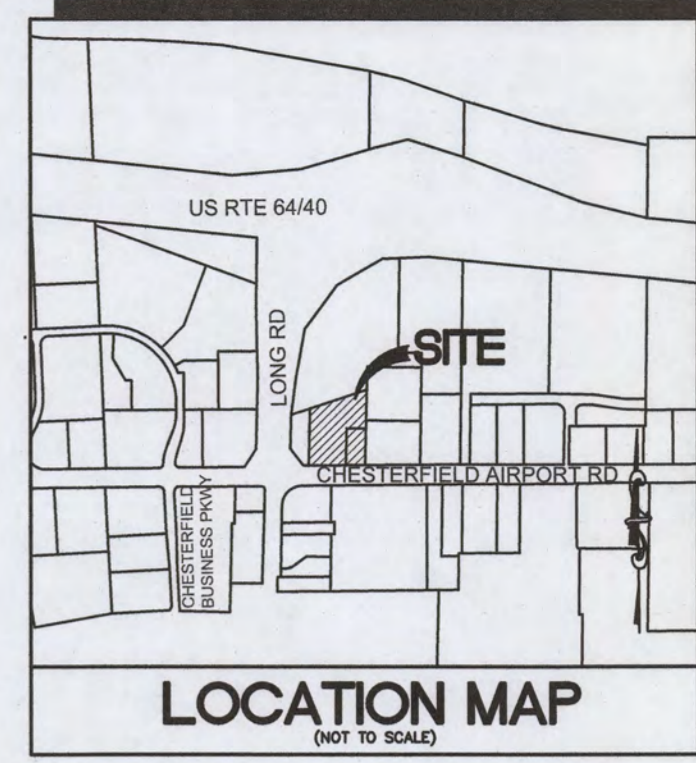 US RTE 64/40
LONG RD
SITE
CHESTERFIELD AIRPORT RD
CHESTERFIELD
BUSINESS PKWY
LOCATION MAP
(NOT TO SCALE)